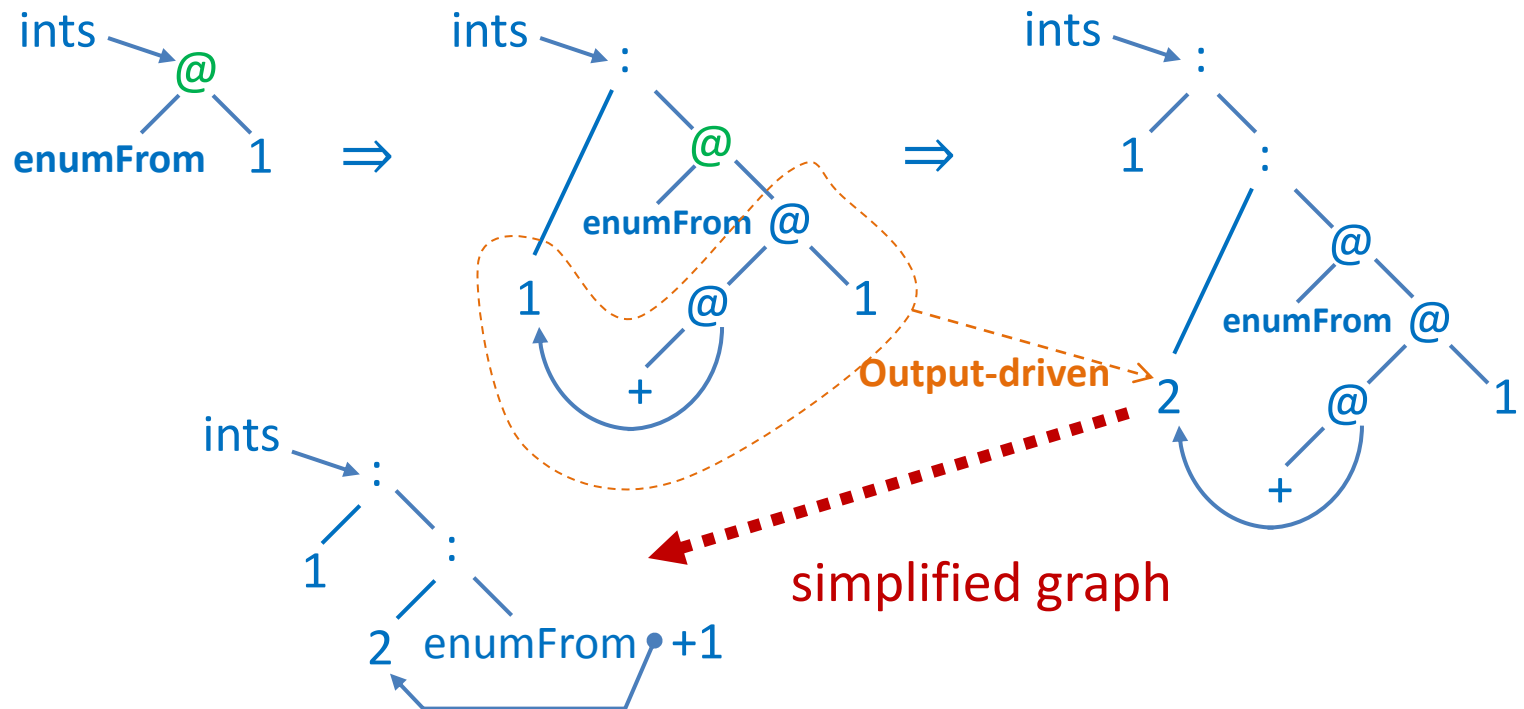 ints
@
enumFrom 1
⇒
ints
:
@
enumFrom @
1 @ 1
+
⇒
ints
:
1 :
@
enumFrom @
2 @ 1
+
Output-driven
simplified graph
ints
:
1 :
2 enumFrom +1